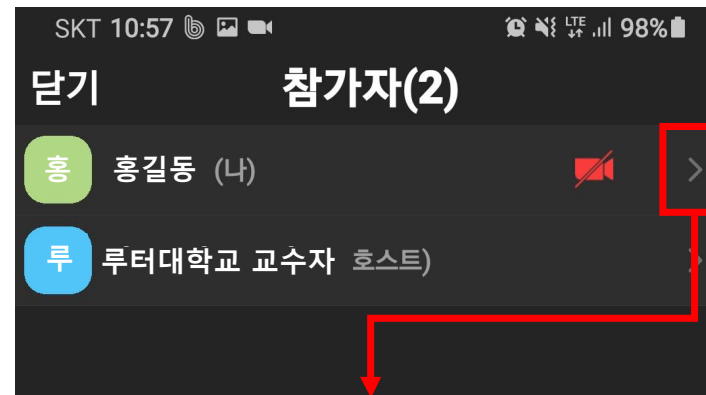 SKT 10:57 LTE 98%
닫기 참가자(2)
홍 홍길동 (나)
루 루터대학교 교수자 호스트)